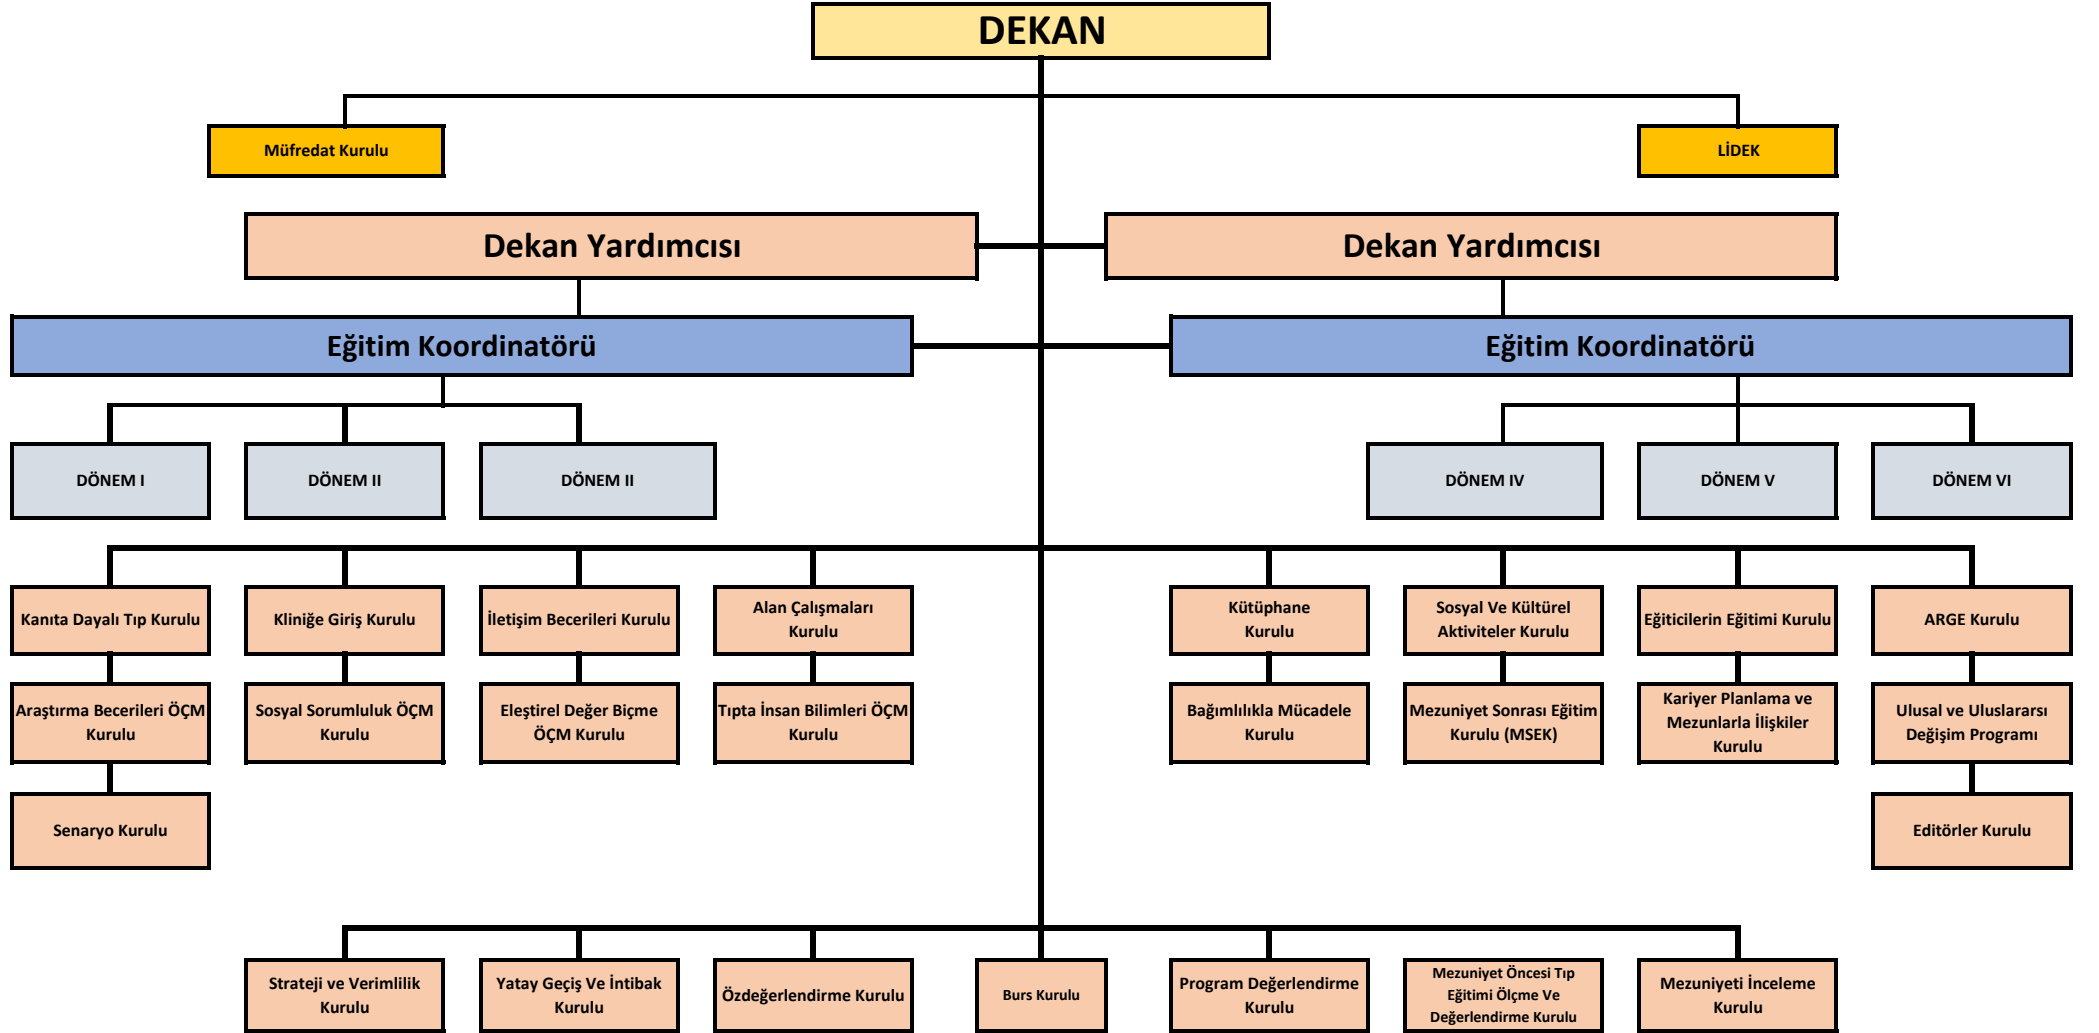 DEKAN
Müfredat Kurulu
LİDEK
Dekan Yardımcısı
Dekan Yardımcısı
Eğitim Koordinatörü
Eğitim Koordinatörü
DÖNEM I
DÖNEM II
DÖNEM II
DÖNEM IV
DÖNEM V
DÖNEM VI
Kanıta Dayalı Tıp Kurulu
Kliniğe Giriş Kurulu
İletişim Becerileri Kurulu
Alan Çalışmaları
Kurulu
Kütüphane
Kurulu
Sosyal Ve Kültürel
Aktiviteler Kurulu
Eğiticilerin Eğitimi Kurulu
ARGE Kurulu
Araştırma Becerileri ÖÇM
Kurulu
Sosyal Sorumluluk ÖÇM
Kurulu
Eleştirel Değer Biçme
ÖÇM Kurulu
Tıpta İnsan Bilimleri ÖÇM
Kurulu
Bağımlılıkla Mücadele
Kurulu
Mezuniyet Sonrası Eğitim
Kurulu (MSEK)
Kariyer Planlama ve
Mezunlarla İlişkiler
Kurulu
Ulusal ve Uluslararsı
Değişim Programı
Senaryo Kurulu
Editörler Kurulu
Strateji ve Verimlilik
Kurulu
Yatay Geçiş Ve İntibak
Kurulu
Özdeğerlendirme Kurulu
Burs Kurulu
Program Değerlendirme
Kurulu
Mezuniyet Öncesi Tıp
Eğitimi Ölçme Ve
Değerlendirme Kurulu
Mezuniyeti İnceleme
Kurulu